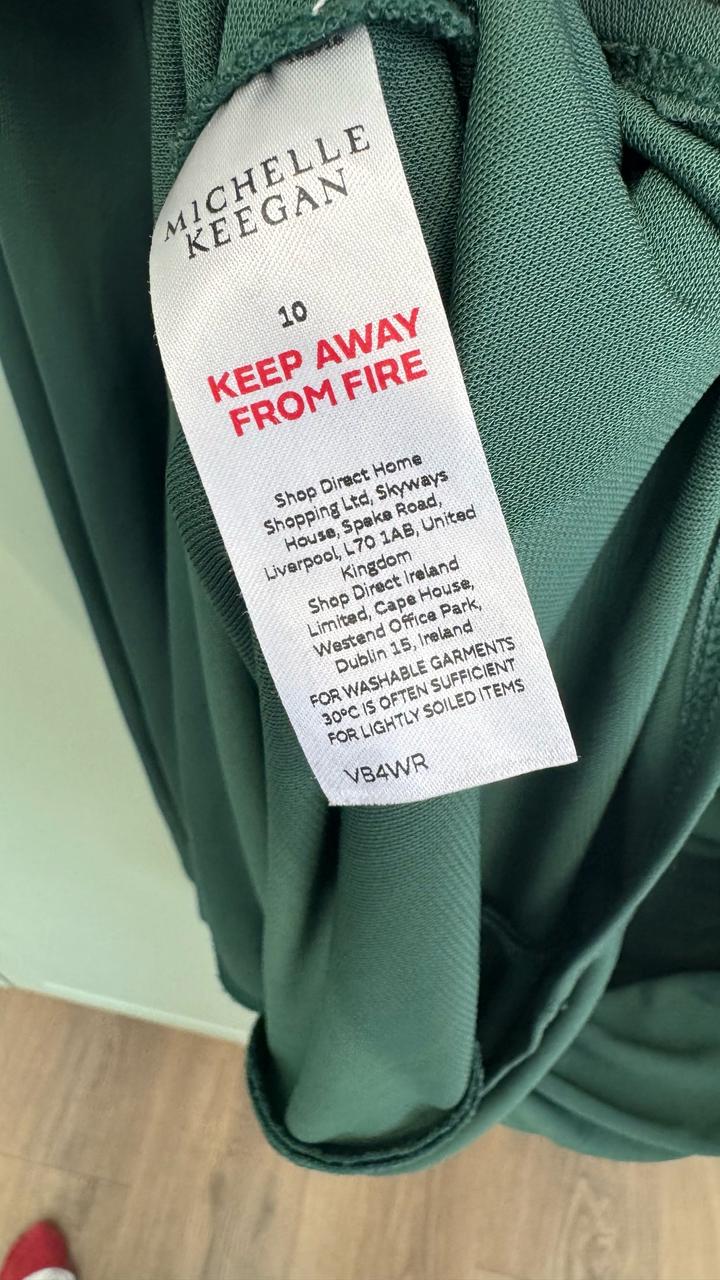 MICHELLE
KEEGAN
10
KEEP AWAY
FROM FIRE
Shop Direct Home
Shopping Ltd, Skyways
House, Speke Road,
Liverpool, L70 1AB, United
Kingdom
Shop Direct Ireland
Limited, Cape House,
Westend Office Park,
Dublin 15, Ireland
FOR WASHABLE GARMENTS
30°C IS OFTEN SUFFICIENT
FOR LIGHTLY SOILED ITEMS
VB4WR